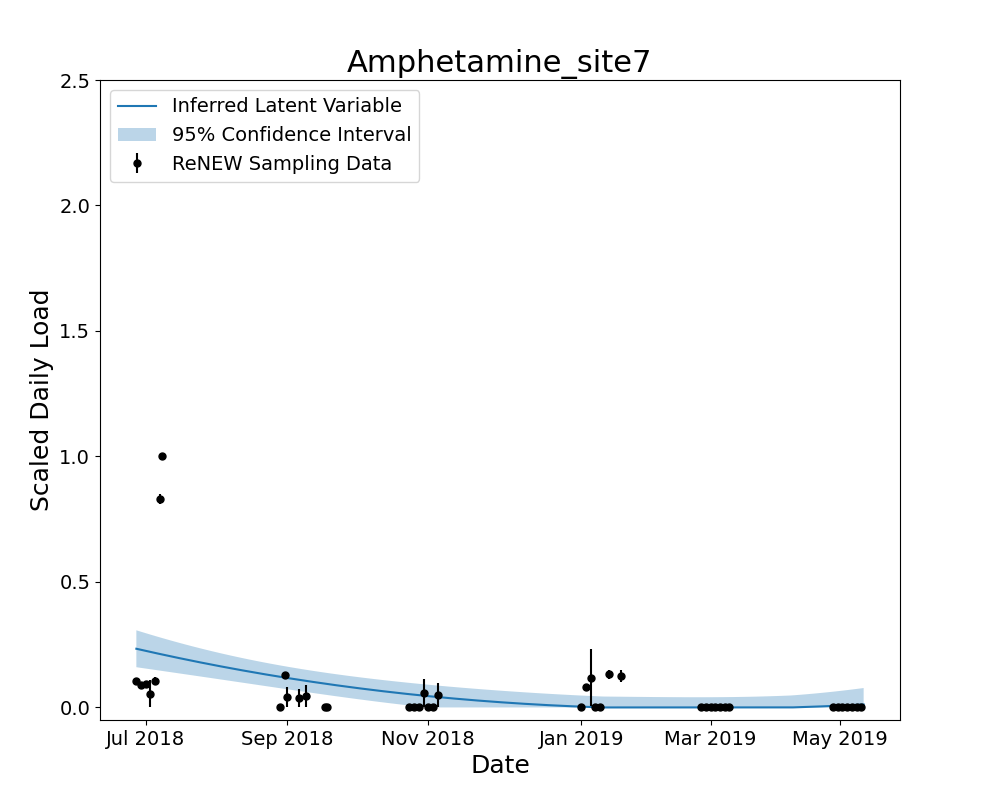 Amphetamine_site7
2.5
Inferred Latent Variable
95% Confidence Interval
ReNEW Sampling Data
2.0
1.5
1.0
0.5
0.0
Scaled Daily Load
Jul 2018
Sep 2018
Nov 2018
Jan 2019
Mar 2019
May 2019
Date